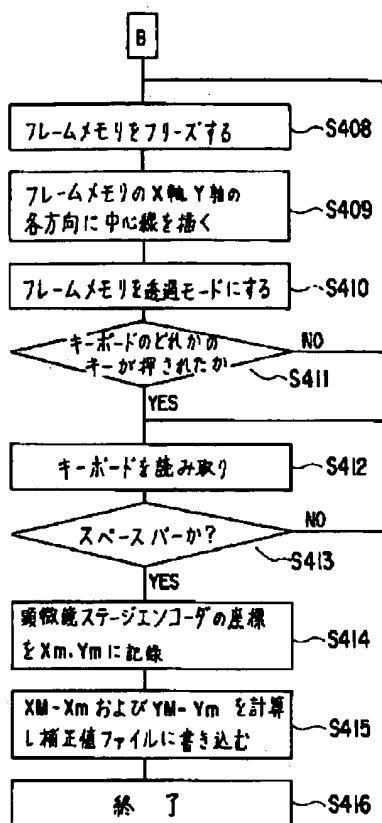 B
フレームメモリをフリーズする
S408
フレームメモリのX軸,Y軸の
各方向に中心線を描く
S409
フレームメモリを透過モードにする
S410
キーボードのどれかの
キーが押されたか
NO
S411
YES
キーボードを読み取り
S412
スペースバーか?
NO
S413
YES
顕微鏡ステージエンコーダの座標
をXm,Ymに記録
S414
XM-XmおよびYM-Ymを計算
し補正値ファイルに書き込む
S415
終了
S416